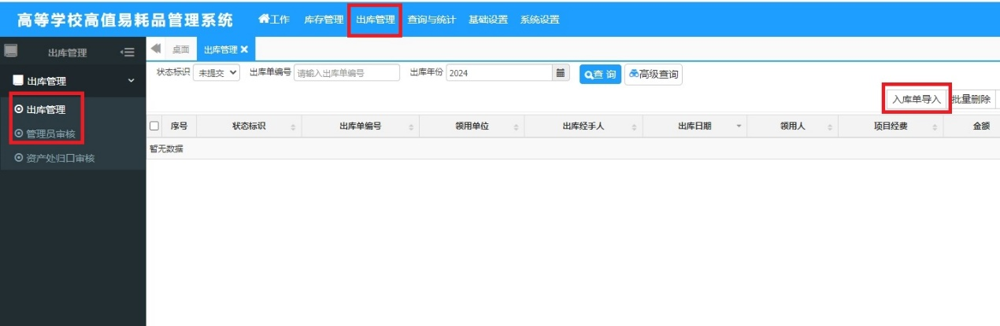 高等学校高值易耗品管理系统 工作 库存管理 出库管理 查询与统计 基础设置 系统设置
出库管理 桌面 出库管理
状态标识 未提交 出库单编号 请输入出库单编号 出库年份 2024 查 询 高级查询
出库管理
入库单导入 批量删除
出库管理
序号 状态标识 出库单编号 领用单位 出库经手人 出库日期 领用人 项目经费 金额
管理员审核
暂无数据
资产处归口审核